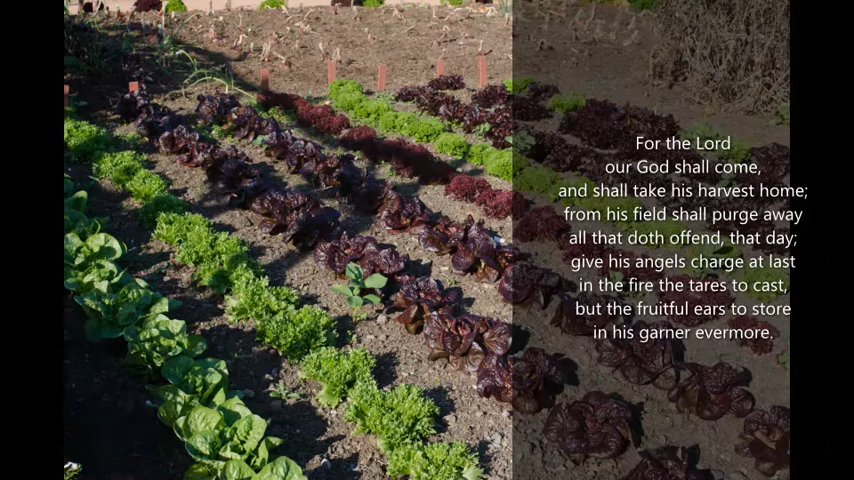 For the Lord
our God shall come,
and shall take his harvest home;
from his field shall purge away
all that doth offend, that day;
give his angels charge at last
in the fire the tares to cast,
but the fruitful ears to store
in his garner evermore.